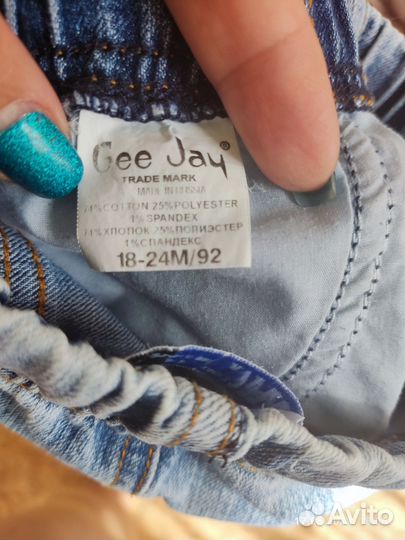 Gee Jay®
TRADE MARK
MADE IN RUSSIA
74%COTTON 25%POLYESTER
1%SPANDEX
74%ХЛОПОК 25%ПОЛИЭСТЕР
1%СПАНДЕКС
18-24M/92
Avito